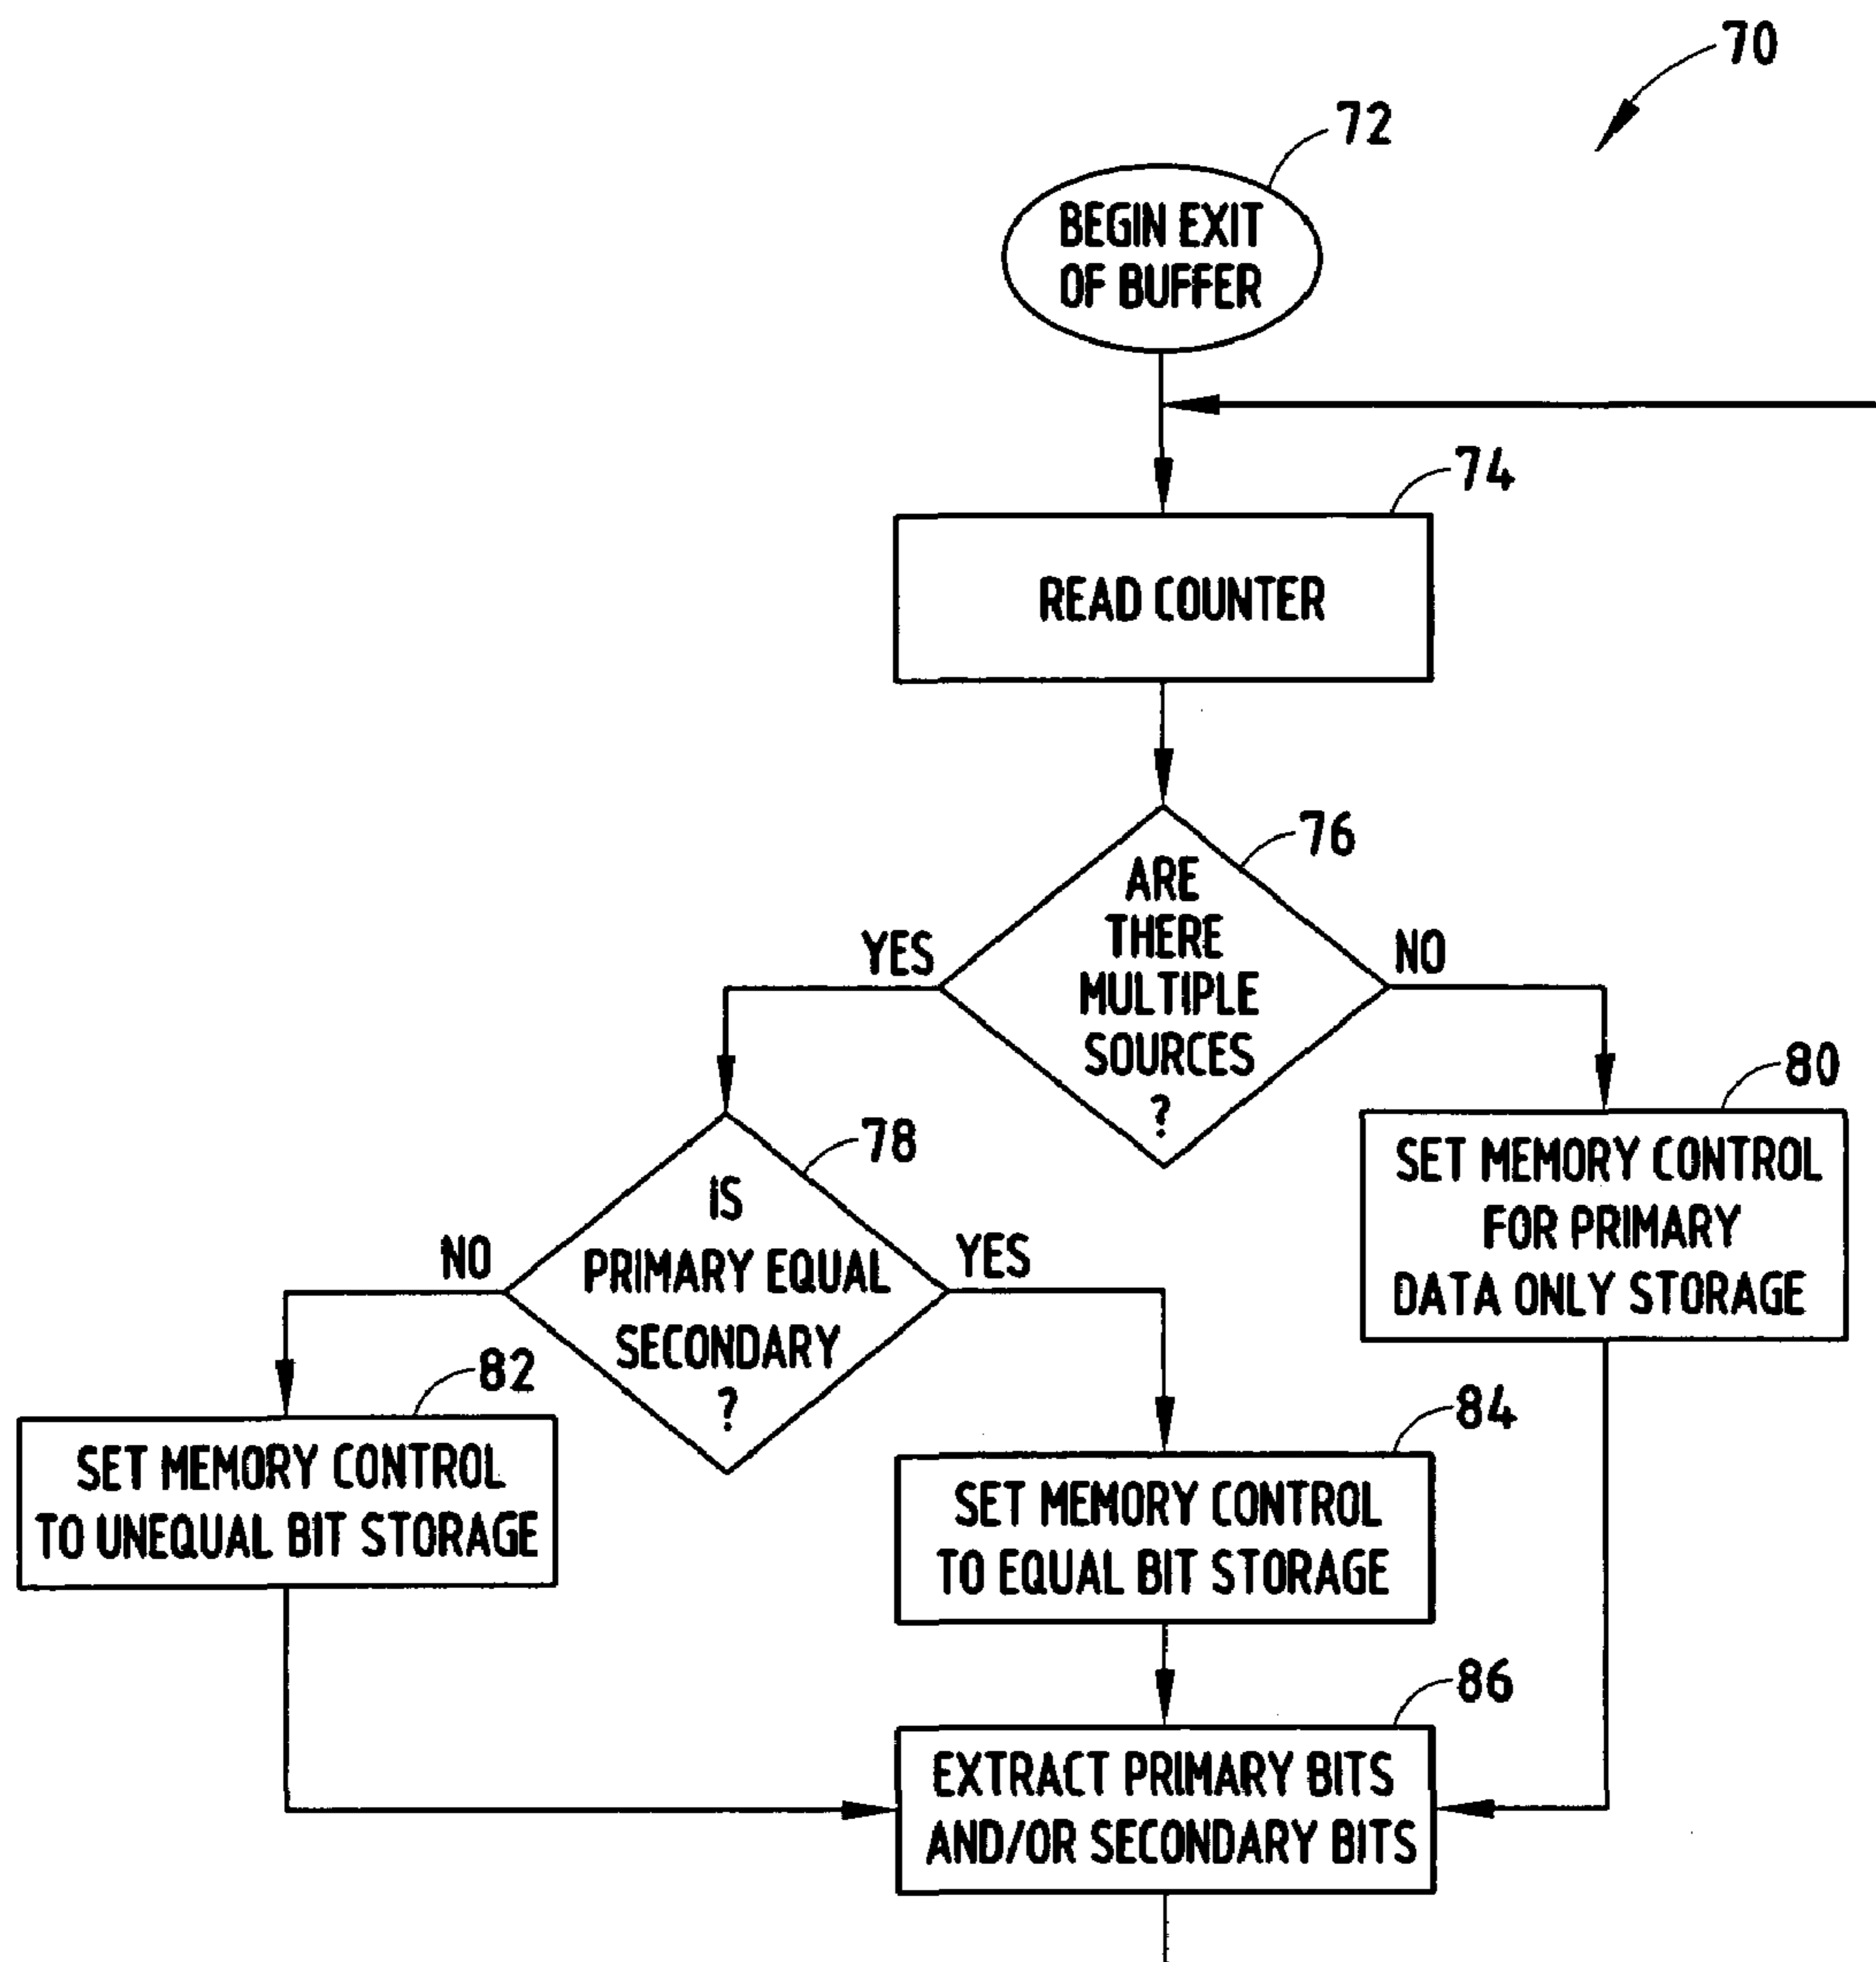 70
72
BEGIN EXIT
OF BUFFER
74
READ COUNTER
76
ARE
THERE
MULTIPLE
SOURCES
?
YES
NO
78
IS
PRIMARY EQUAL
SECONDARY
?
NO
YES
80
SET MEMORY CONTROL
FOR PRIMARY
DATA ONLY STORAGE
82
SET MEMORY CONTROL
TO UNEQUAL BIT STORAGE
84
SET MEMORY CONTROL
TO EQUAL BIT STORAGE
86
EXTRACT PRIMARY BITS
AND/OR SECONDARY BITS